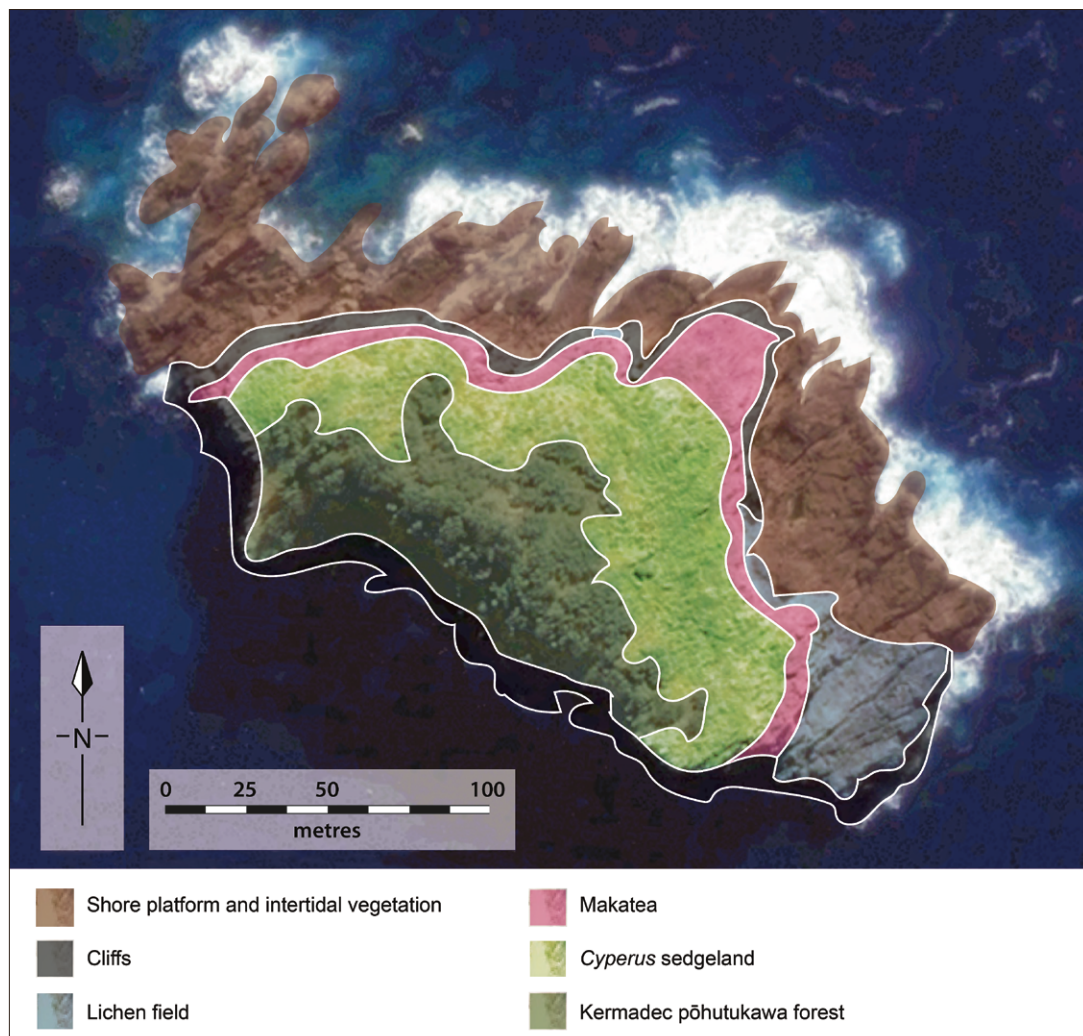 N
0 25 50 100
metres
Shore platform and intertidal vegetation
Cliffs
Lichen field
Makatea
Cyperus sedgeland
Kermadec pōhutukawa forest